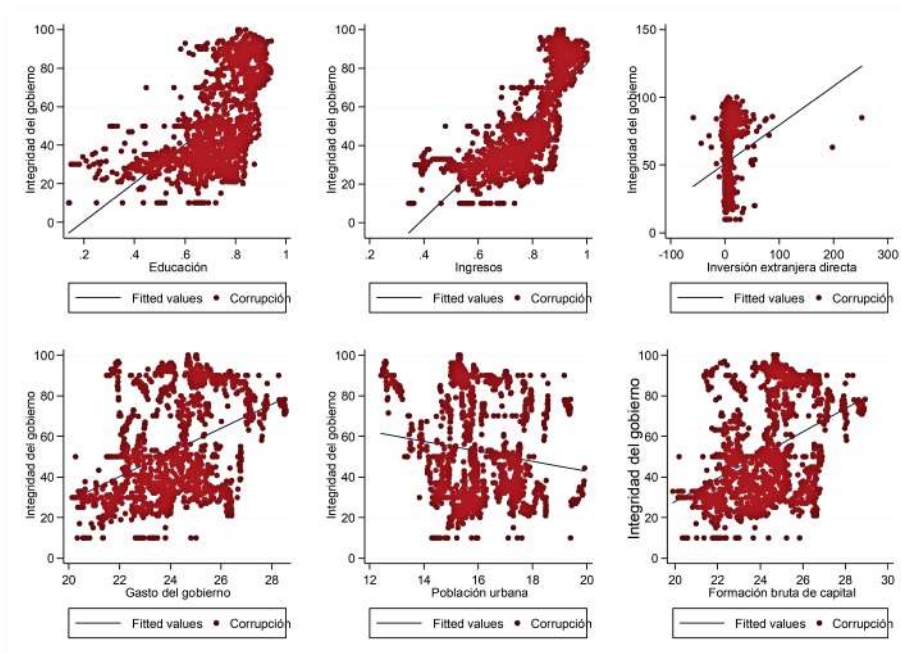 Integridad del gobierno
100
80
60
40
20
0
.2 .4 .6 .8 1
Educación
Fitted values Corrupción
Integridad del gobierno
100
80
60
40
20
0
.2 .4 .6 .8 1
Ingresos
Fitted values Corrupción
Integridad del gobierno
150
100
50
0
-100 0 100 200 300
Inversión extranjera directa
Fitted values Corrupción
Integridad del gobierno
100
80
60
40
20
0
20 22 24 26 28
Gasto del gobierno
Fitted values Corrupción
Integridad del gobierno
100
80
60
40
20
0
12 14 16 18 20
Población urbana
Fitted values Corrupción
Integridad del gobierno
100
80
60
40
20
0
20 22 24 26 28 30
Formación bruta de capital
Fitted values Corrupción